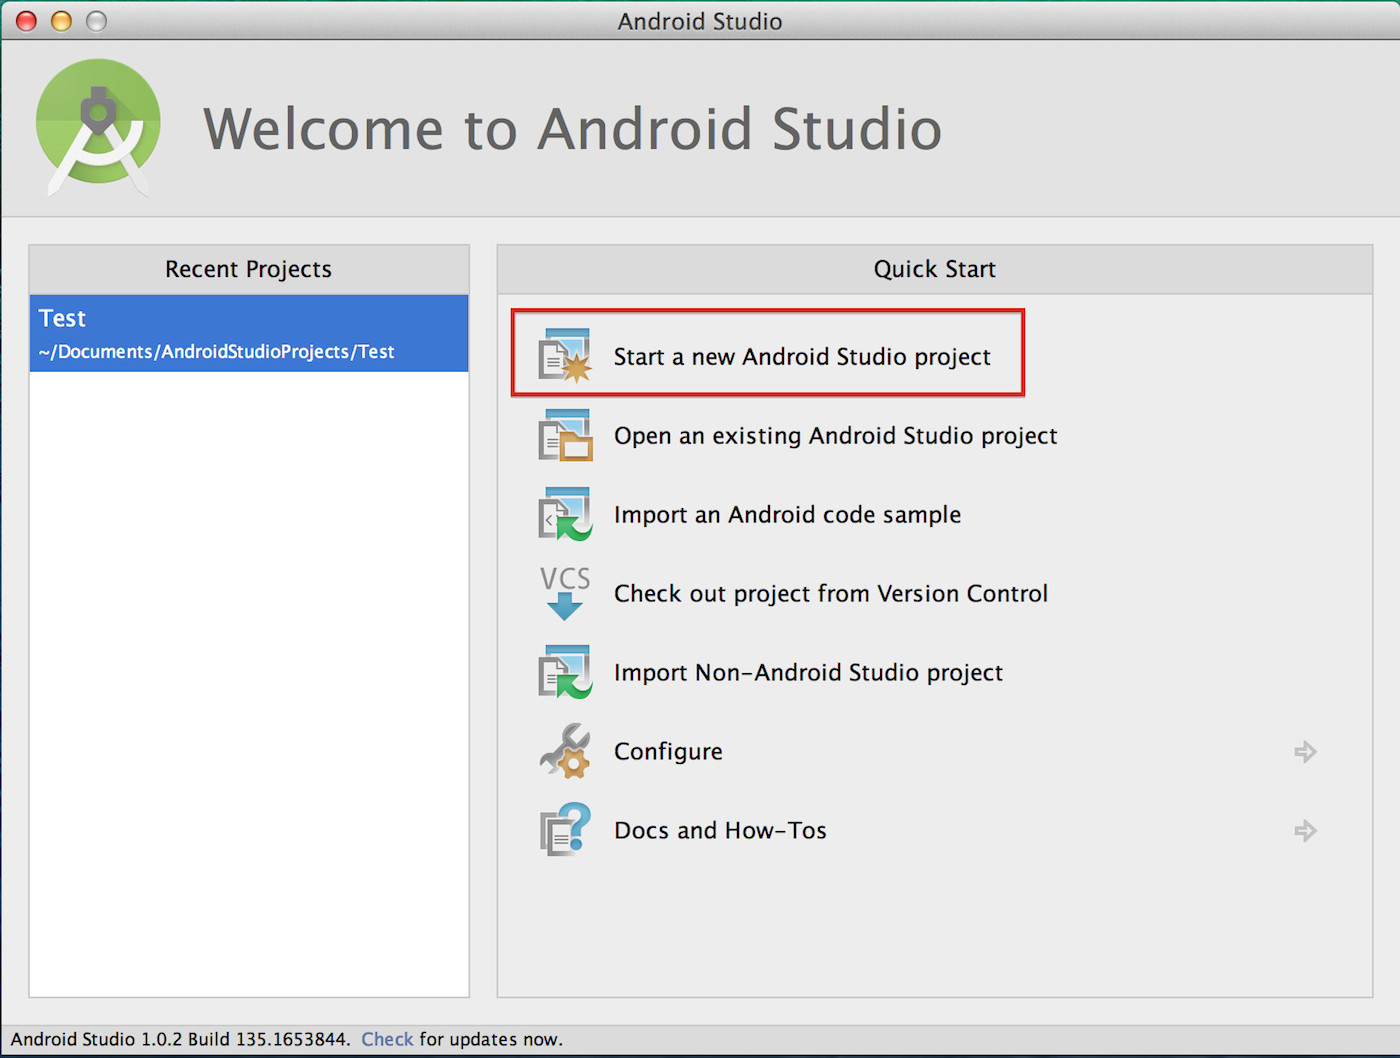 Android Studio
Welcome to Android Studio
Recent Projects
Test
~/Documents/AndroidStudioProjects/Test
Quick Start
Start a new Android Studio project
Open an existing Android Studio project
Import an Android code sample
VCS
Check out project from Version Control
Import Non-Android Studio project
Configure
Docs and How-Tos
Android Studio 1.0.2 Build 135.1653844. Check for updates now.